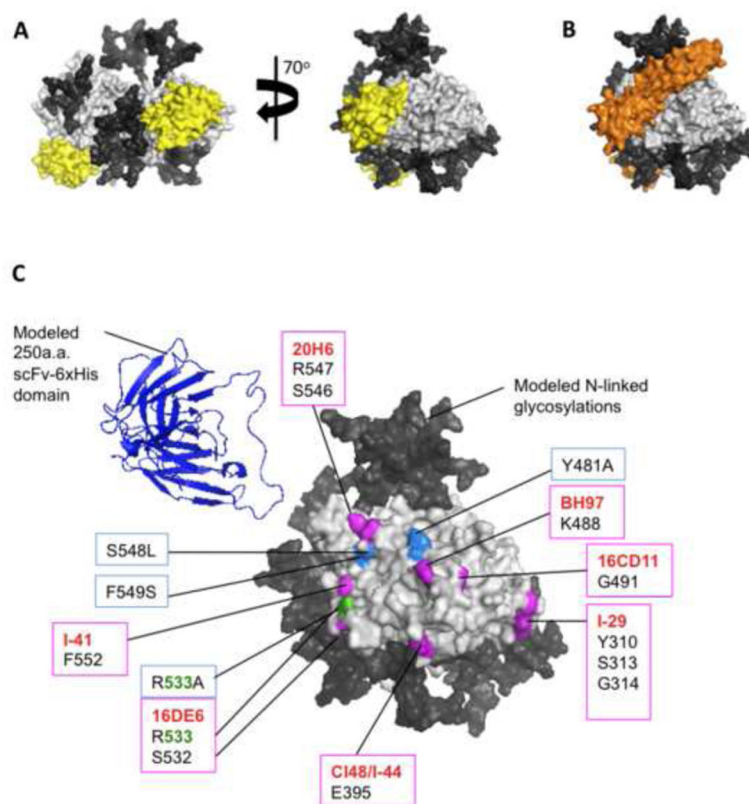 A
70°
B
C
Modeled
250a.a.
scFv-6xHis
domain
20H6
R547
S546
Modeled N-linked
glycosylations
Y481A
BH97
K488
S548L
16CD11
G491
F549S
I-29
Y310
S313
G314
I-41
F552
R533A
16DE6
R533
S532
CI48/I-44
E395